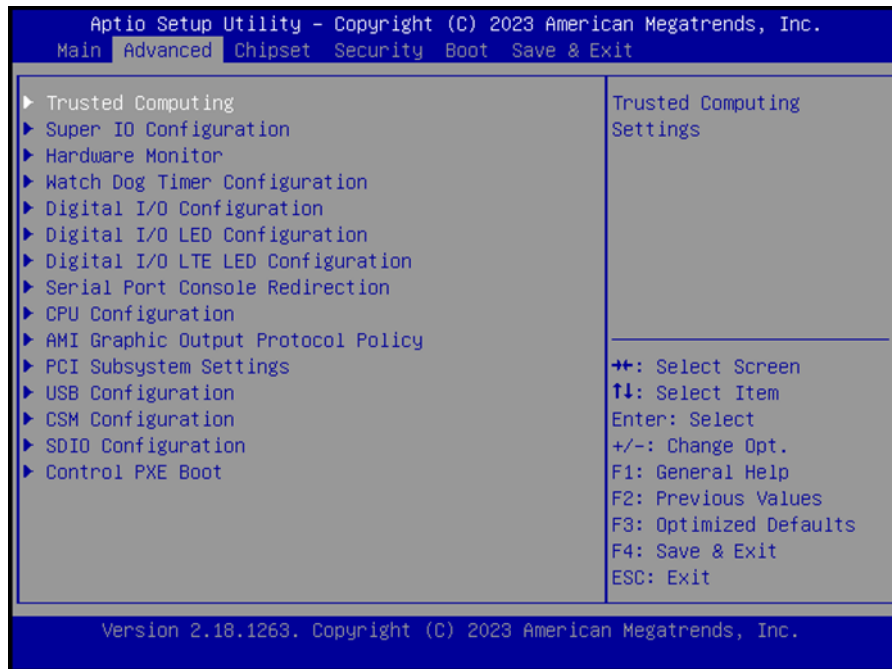 Aptio Setup Utility – Copyright (C) 2023 American Megatrends, Inc.
Main Advanced Chipset Security Boot Save & Exit
Trusted Computing
Super IO Configuration
Hardware Monitor
Watch Dog Timer Configuration
Digital I/O Configuration
Digital I/O LED Configuration
Digital I/O LTE LED Configuration
Serial Port Console Redirection
CPU Configuration
AMI Graphic Output Protocol Policy
PCI Subsystem Settings
USB Configuration
CSM Configuration
SDIO Configuration
Control PXE Boot
Trusted Computing
Settings
→←: Select Screen
↑↓: Select Item
Enter: Select
+/-: Change Opt.
F1: General Help
F2: Previous Values
F3: Optimized Defaults
F4: Save & Exit
ESC: Exit
Version 2.18.1263. Copyright (C) 2023 American Megatrends, Inc.